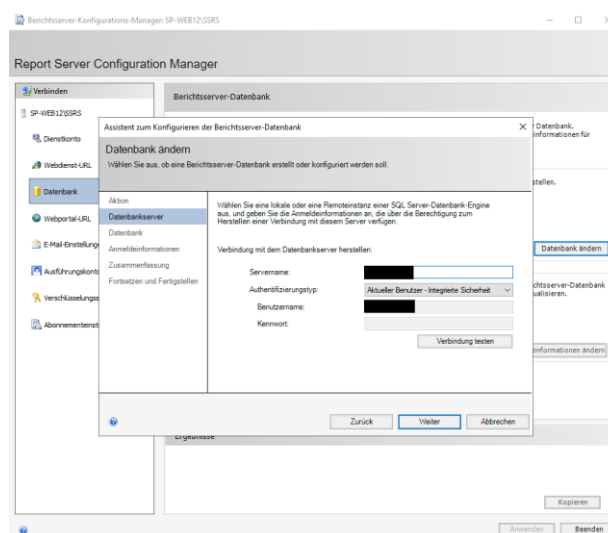 Berichtsserver-Konfigurations-Manager: SP-WEB12\SSRS
Report Server Configuration Manager
Verbinden
Berichtsserver-Datenbank
SP-WEB12\SSRS
Dienstkonto
Webdienst-URL
Datenbank
Webportal-URL
E-Mail-Einstellung
Ausführungskonto
Verschlüsselungss
Abonnementeinst
Datenbank.
informationen für
stellen.
Datenbank ändern
chtsserver-Datenbank
ualisieren.
informationen ändern
Assistent zum Konfigurieren der Berichtsserver-Datenbank
Datenbank ändern
Wählen Sie aus, ob eine Berichtsserver-Datenbank erstellt oder konfiguriert werden soll.
Aktion
Datenbankserver
Datenbank
Anmeldeinformationen
Zusammenfassung
Fortsetzen und Fertigstellen
Wählen Sie eine lokale oder eine Remoteinstanz einer SQL Server-Datenbank-Engine
aus, und geben Sie die Anmeldeinformationen an, die über die Berechtigung zum
Herstellen einer Verbindung mit diesem Server verfügen.
Verbindung mit dem Datenbankserver herstellen:
Servername:
Authentifizierungstyp: Aktueller Benutzer - Integrierte Sicherheit
Benutzername:
Kennwort:
Verbindung testen
Zurück Weiter Abbrechen
Ergebnisse
Kopieren
Anwenden Beenden